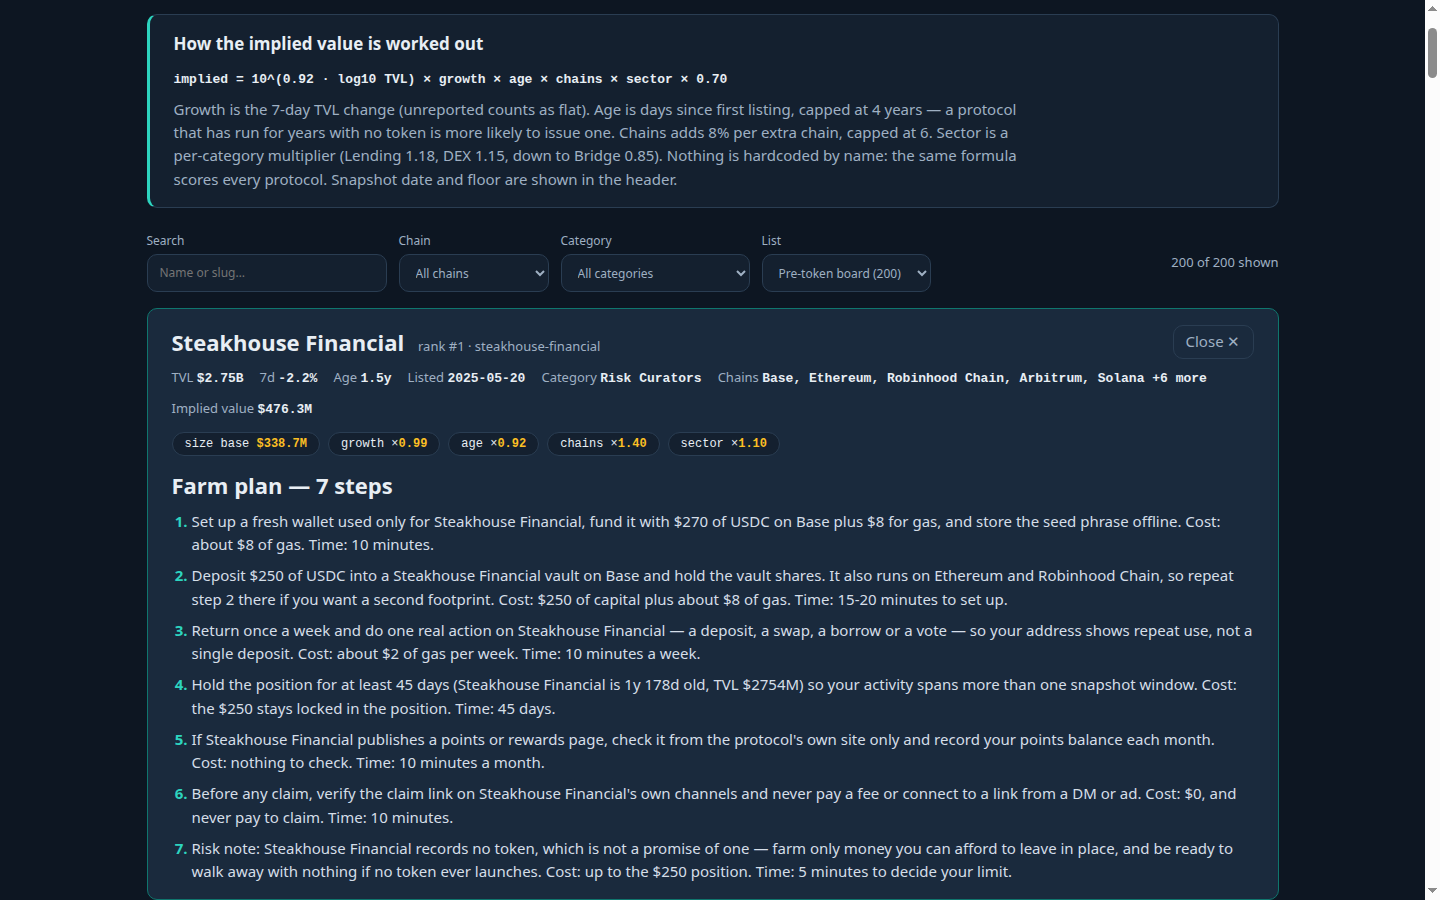 How the implied value is worked out
implied = 10^(0.92 · log10 TVL) × growth × age × chains × sector × 0.70
Growth is the 7-day TVL change (unreported counts as flat). Age is days since first listing, capped at 4 years — a protocol
that has run for years with no token is more likely to issue one. Chains adds 8% per extra chain, capped at 6. Sector is a
per-category multiplier (Lending 1.18, DEX 1.15, down to Bridge 0.85). Nothing is hardcoded by name: the same formula
scores every protocol. Snapshot date and floor are shown in the header.
Search Chain Category List
Name or slug... All chains All categories Pre-token board (200) 200 of 200 shown
Steakhouse Financial rank #1 · steakhouse-financial Close ✕
TVL $2.75B 7d -2.2% Age 1.5y Listed 2025-05-20 Category Risk Curators Chains Base, Ethereum, Robinhood Chain, Arbitrum, Solana +6 more
Implied value $476.3M
size base $338.7M growth ×0.99 age ×0.92 chains ×1.40 sector ×1.10
Farm plan — 7 steps
1. Set up a fresh wallet used only for Steakhouse Financial, fund it with $270 of USDC on Base plus $8 for gas, and store the seed phrase offline. Cost:
about $8 of gas. Time: 10 minutes.
2. Deposit $250 of USDC into a Steakhouse Financial vault on Base and hold the vault shares. It also runs on Ethereum and Robinhood Chain, so repeat
step 2 there if you want a second footprint. Cost: $250 of capital plus about $8 of gas. Time: 15-20 minutes to set up.
3. Return once a week and do one real action on Steakhouse Financial — a deposit, a swap, a borrow or a vote — so your address shows repeat use, not a
single deposit. Cost: about $2 of gas per week. Time: 10 minutes a week.
4. Hold the position for at least 45 days (Steakhouse Financial is 1y 178d old, TVL $2754M) so your activity spans more than one snapshot window. Cost:
the $250 stays locked in the position. Time: 45 days.
5. If Steakhouse Financial publishes a points or rewards page, check it from the protocol's own site only and record your points balance each month.
Cost: nothing to check. Time: 10 minutes a month.
6. Before any claim, verify the claim link on Steakhouse Financial's own channels and never pay a fee or connect to a link from a DM or ad. Cost: $0, and
never pay to claim. Time: 10 minutes.
7. Risk note: Steakhouse Financial records no token, which is not a promise of one — farm only money you can afford to leave in place, and be ready to
walk away with nothing if no token ever launches. Cost: up to the $250 position. Time: 5 minutes to decide your limit.